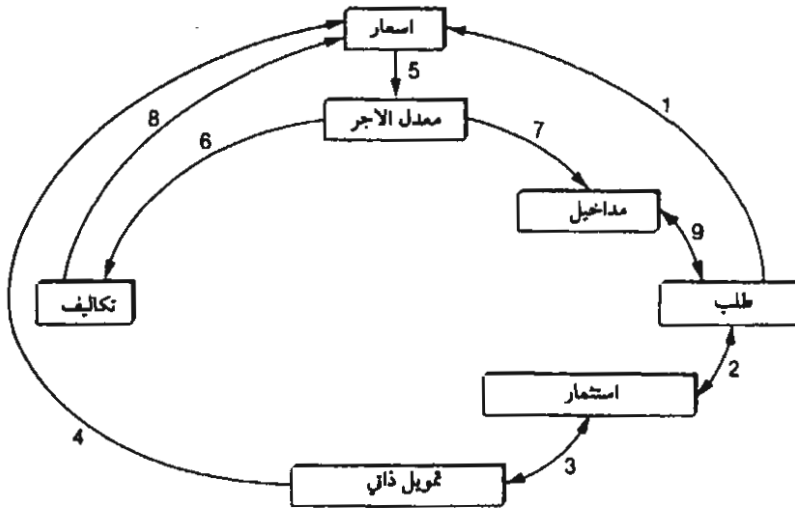 اسعار
5
1
معدل الاجر
8
6
7
مداخيل
9
تكاليف
طلب
2
استثمار
4
3
تمويل ذاتي